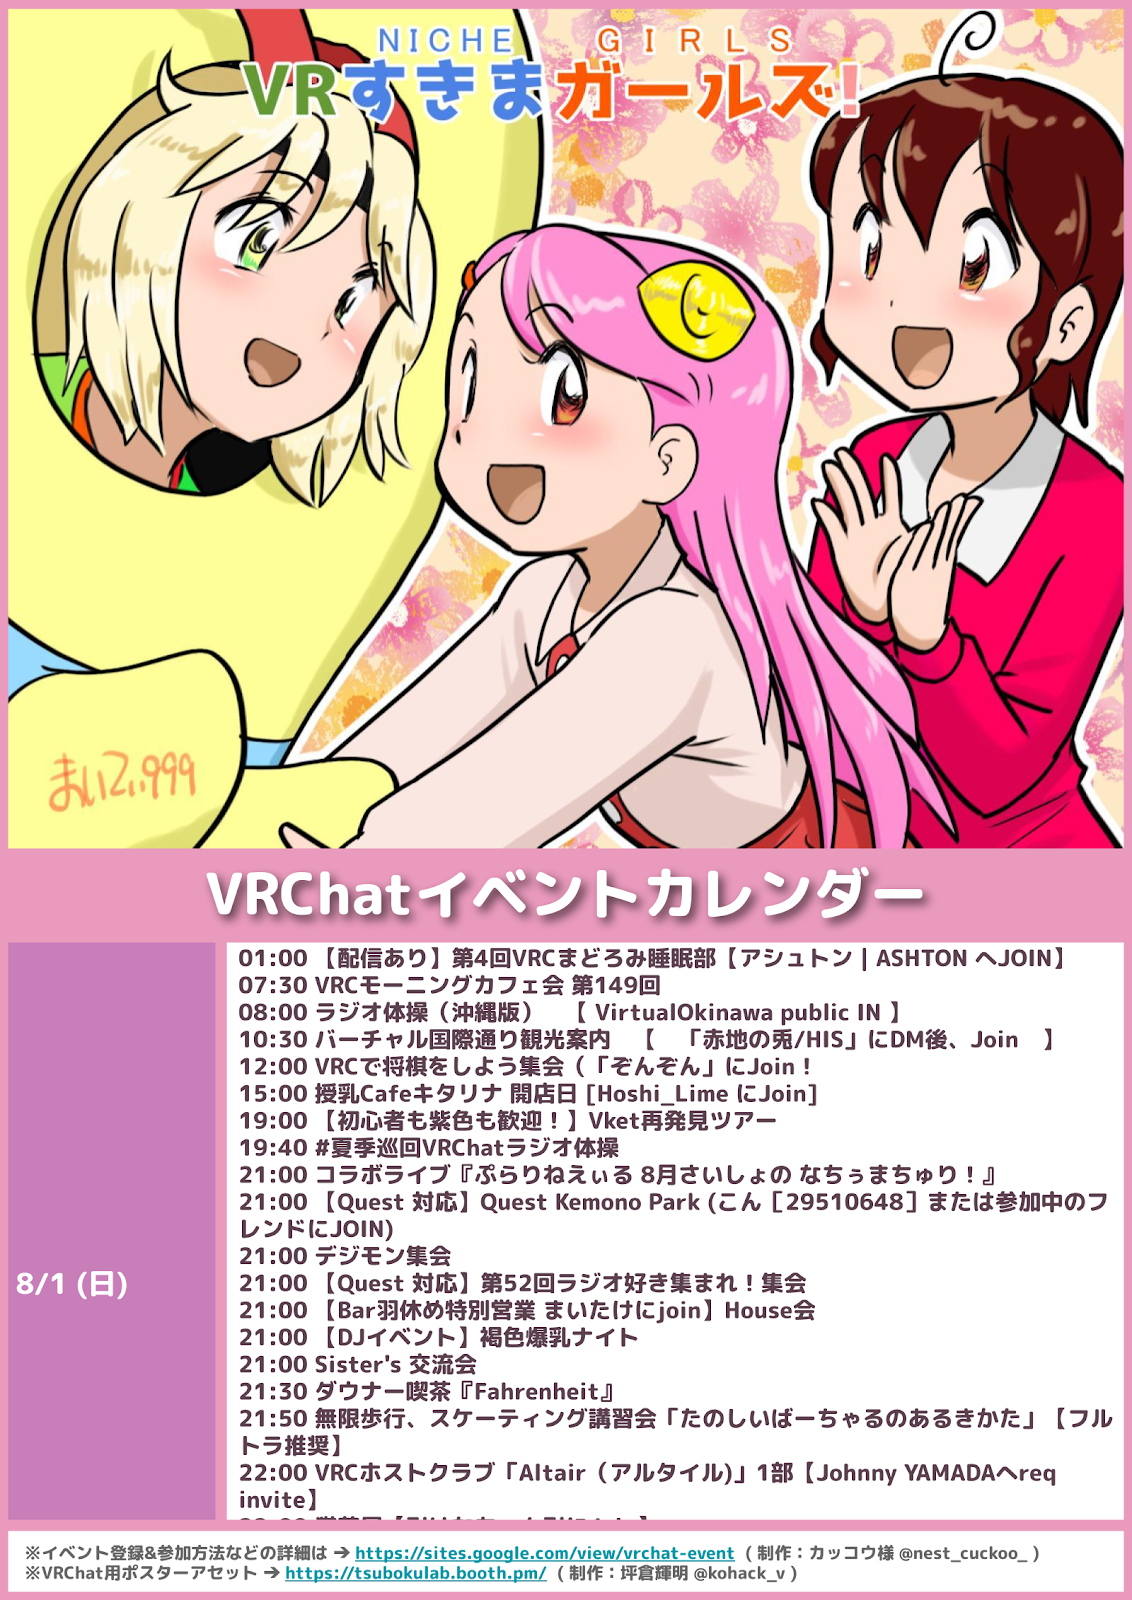 NICHE GIRLS
VRすきまガールズ!
まいてぃ999
VRChatイベントカレンダー
8/1 (日)
01:00 【配信あり】第4回VRCまどろみ睡眠部【アシュトン | ASHTON へJOIN】
07:30 VRCモーニングカフェ会 第149回
08:00 ラジオ体操（沖縄版） 【 VirtualOkinawa public IN 】
10:30 バーチャル国際通り観光案内 【 「赤地の兎/HIS」にDM後、Join 】
12:00 VRCで将棋をしよう集会（「ぞんぞん」にJoin！
15:00 授乳Cafeキタリナ 開店日 [Hoshi_Lime にJoin]
19:00 【初心者も紫色も歓迎！】Vket再発見ツアー
19:40 #夏季巡回VRChatラジオ体操
21:00 コラボライブ『ぷらりねえぃる 8月さいしょの なちぅまちゅり！』
21:00 【Quest 対応】Quest Kemono Park (こん［29510648］または参加中のフ
レンドにJOIN)
21:00 デジモン集会
21:00 【Quest 対応】第52回ラジオ好き集まれ！集会
21:00 【Bar羽休め特別営業 まいたけにjoin】House会
21:00 【DJイベント】褐色爆乳ナイト
21:00 Sister's 交流会
21:30 ダウナー喫茶『Fahrenheit』
21:50 無限歩行、スケーティング講習会「たのしいばーちゃるのあるきかた」【フル
トラ推奨】
22:00 VRCホストクラブ「Altair（アルタイル)」1部【Johnny YAMADAへreq
invite】
※イベント登録&参加方法などの詳細は ➔ https://sites.google.com/view/vrchat-event ( 制作：カッコウ様 @nest_cuckoo_ )
※VRChat用ポスターアセット ➔ https://tsubokulab.booth.pm/ ( 制作：坪倉輝明 @kohack_v )